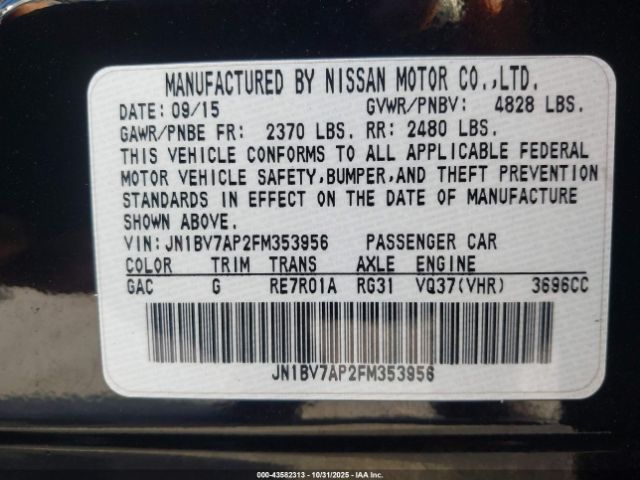 MANUFACTURED BY NISSAN MOTOR CO.,LTD.
DATE: 09/15 GVWR/PNBV: 4828 LBS.
GAWR/PNBE FR: 2370 LBS. RR: 2480 LBS.
THIS VEHICLE CONFORMS TO ALL APPLICABLE FEDERAL
MOTOR VEHICLE SAFETY,BUMPER,AND THEFT PREVENTION
STANDARDS IN EFFECT ON THE DATE OF MANUFACTURE
SHOWN ABOVE.
VIN: JN1BV7AP2FM353956 PASSENGER CAR
COLOR TRIM TRANS AXLE ENGINE
GAC G RE7R01A RG31 VQ37(VHR) 3696CC
JN1BV7AP2FM353956
000-43582313 - 10/31/2025 - IAA Inc.